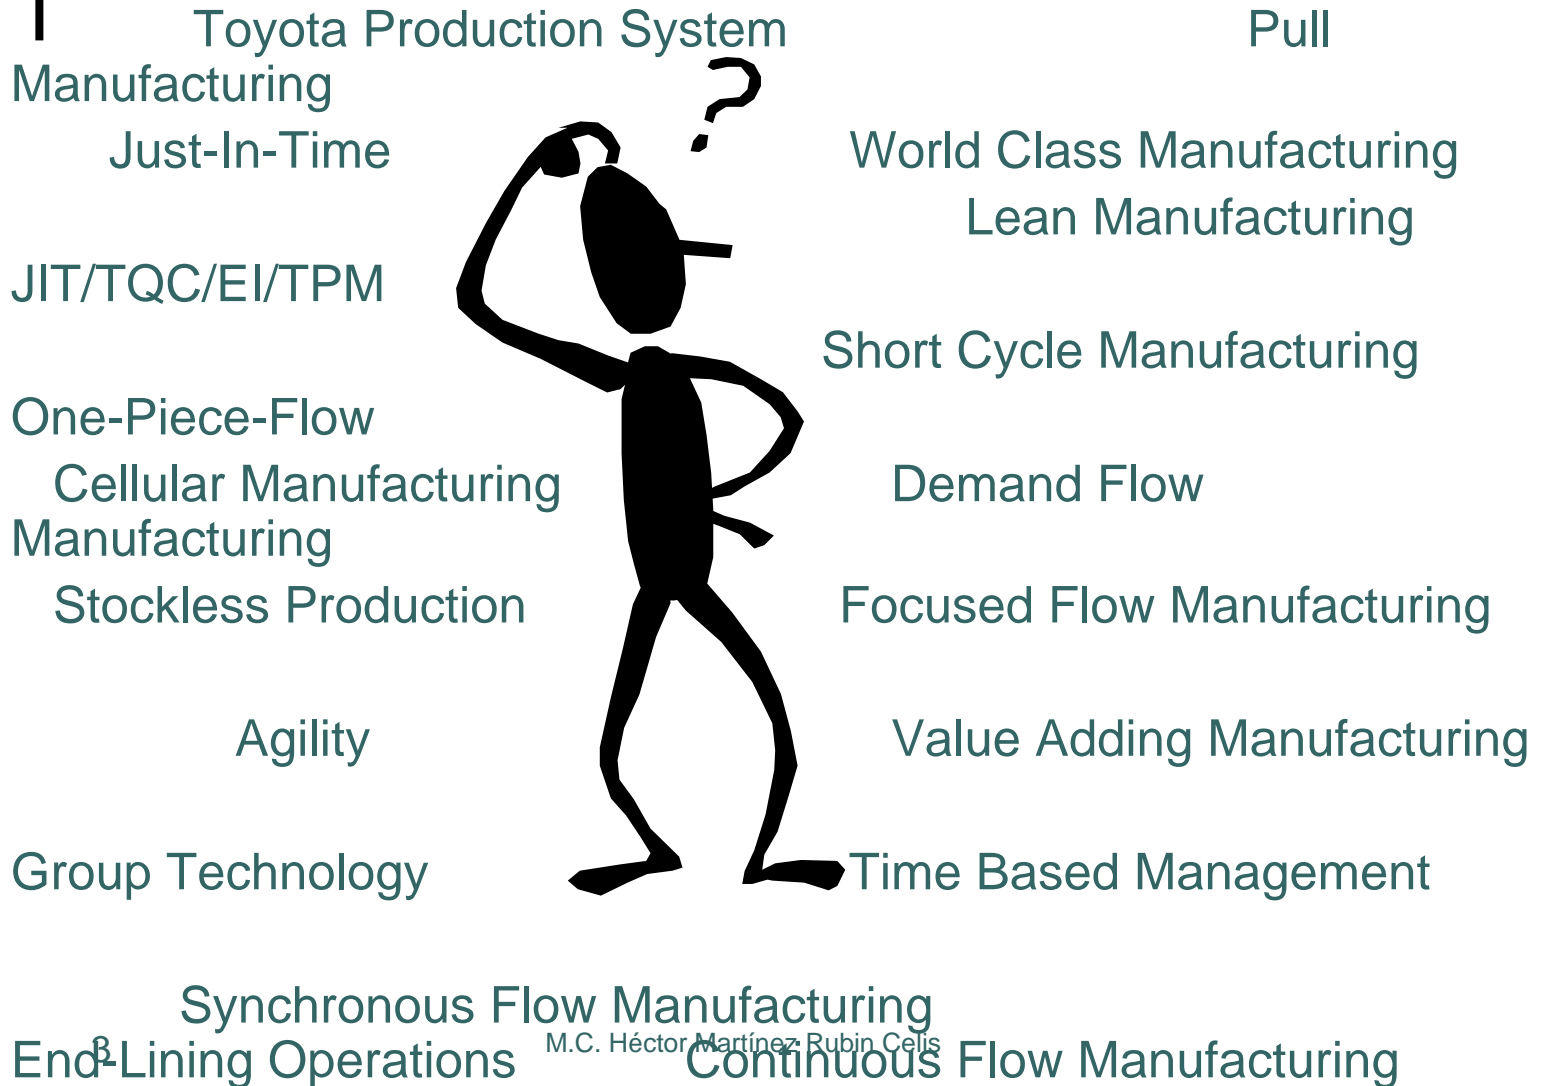 Toyota Production System Pull
Manufacturing
Just-In-Time World Class Manufacturing
Lean Manufacturing
JIT/TQC/EI/TPM
Short Cycle Manufacturing
One-Piece-Flow
Cellular Manufacturing Demand Flow
Manufacturing
Stockless Production Focused Flow Manufacturing
Agility Value Adding Manufacturing
Group Technology Time Based Management
Synchronous Flow Manufacturing
End-Lining Operations Continuous Flow Manufacturing
3 M.C. Héctor Martínez Rubin Celis